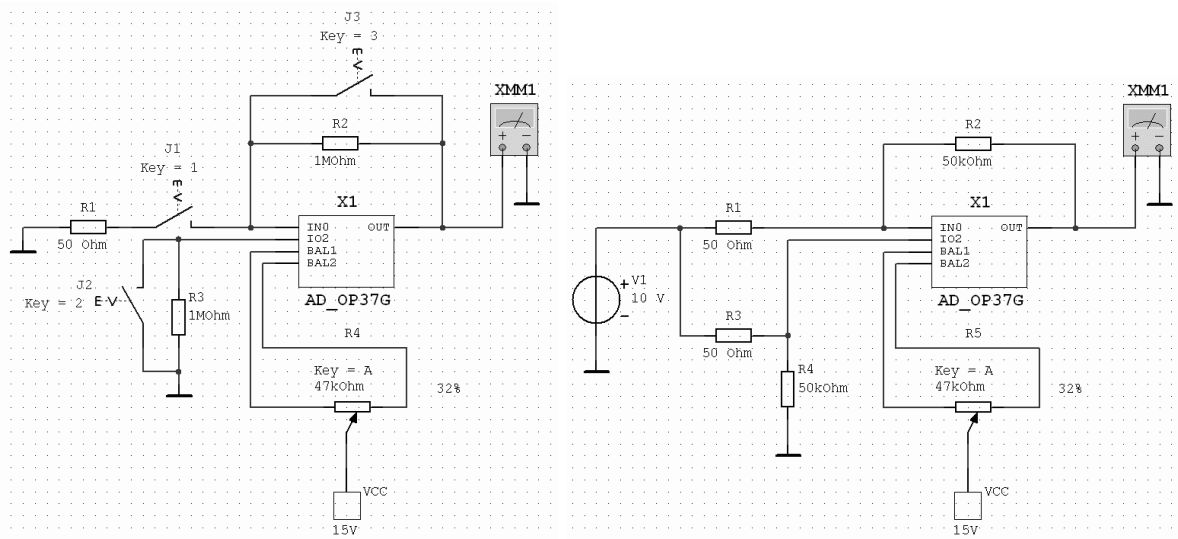 J3
Key = 3
XMM1
R2
1MOhm
J1
Key = 1
X1
R1
50 Ohm
IN0
IO2
BAL1
BAL2
OUT
J2
Key = 2
R3
1MOhm
AD_OP37G
R4
Key = A
47kOhm
32%
VCC
15V
XMM1
R2
50kOhm
X1
R1
50 Ohm
IN0
IO2
BAL1
BAL2
OUT
V1
10 V
R3
50 Ohm
AD_OP37G
R5
R4
50kOhm
Key = A
47kOhm
32%
VCC
15V